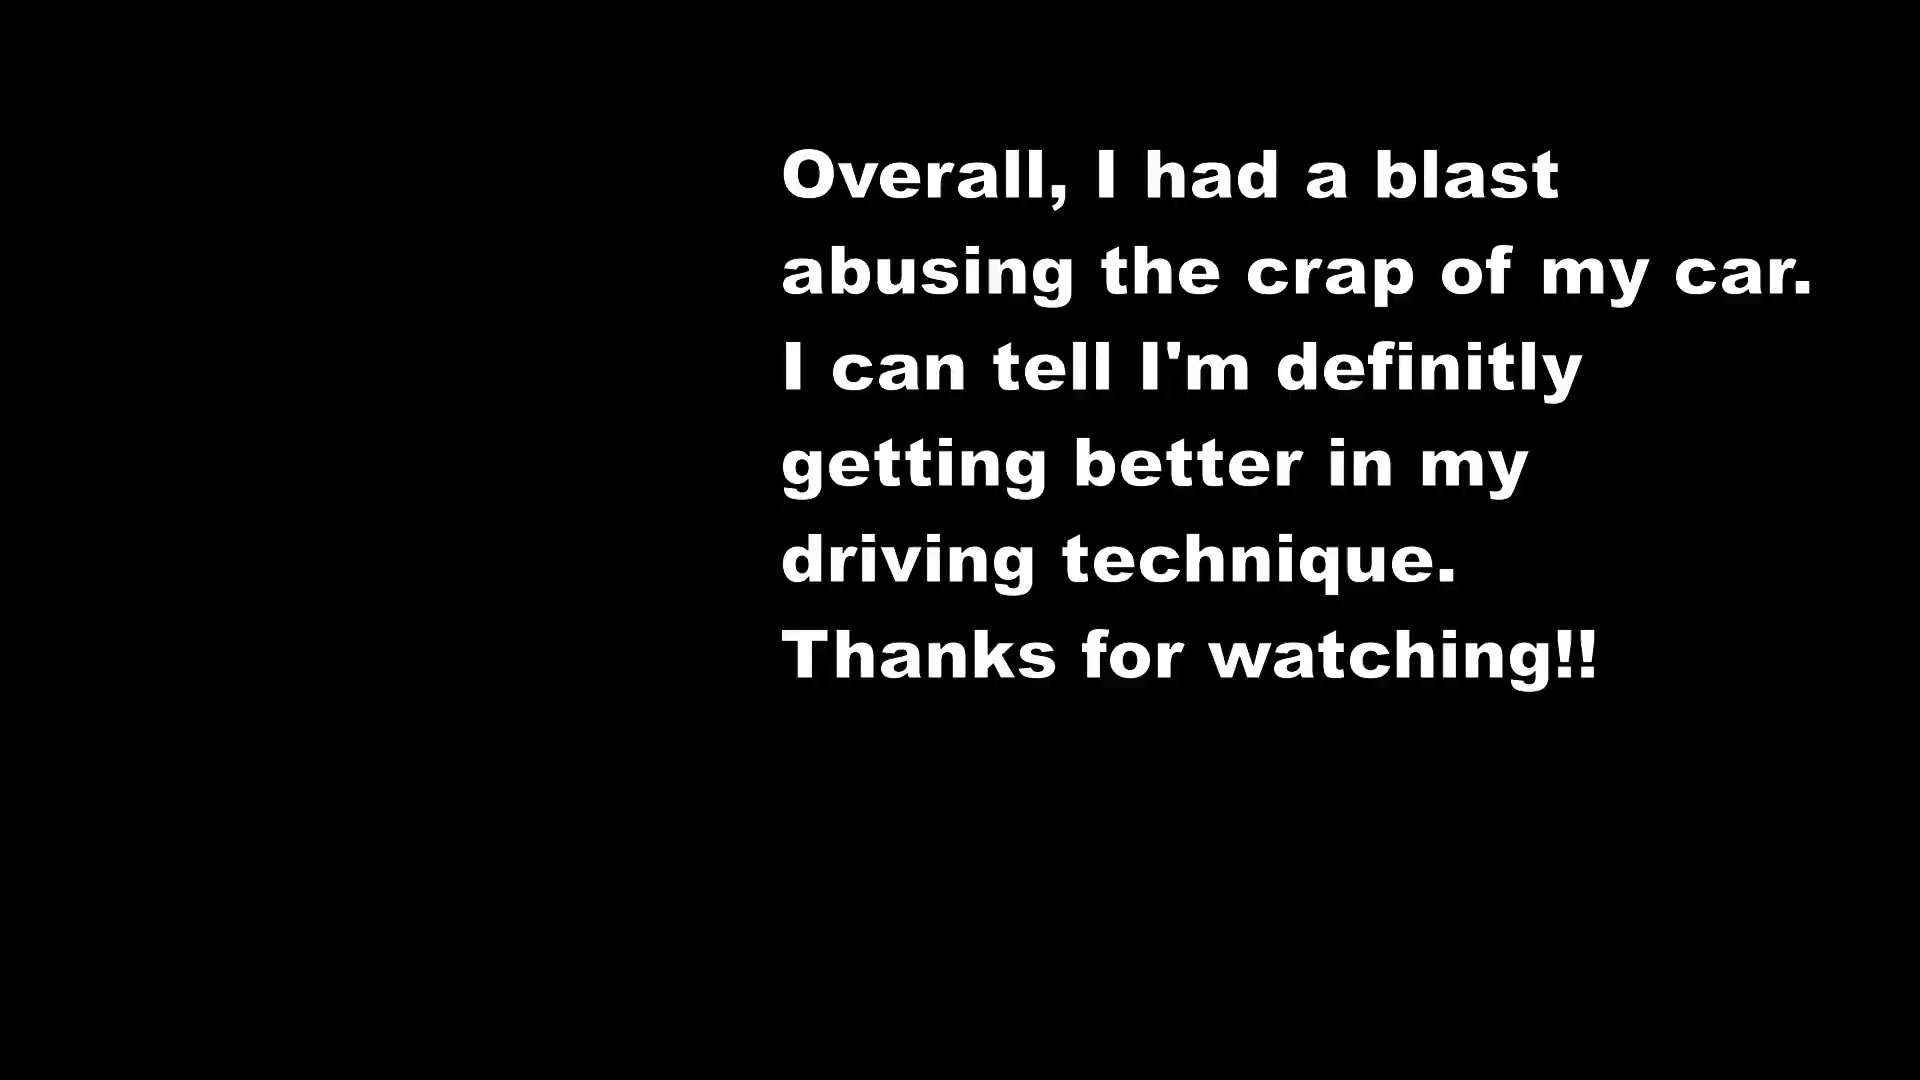 Overall, I had a blast
abusing the crap of my car.
I can tell I'm definitly
getting better in my
driving technique.
Thanks for watching!!